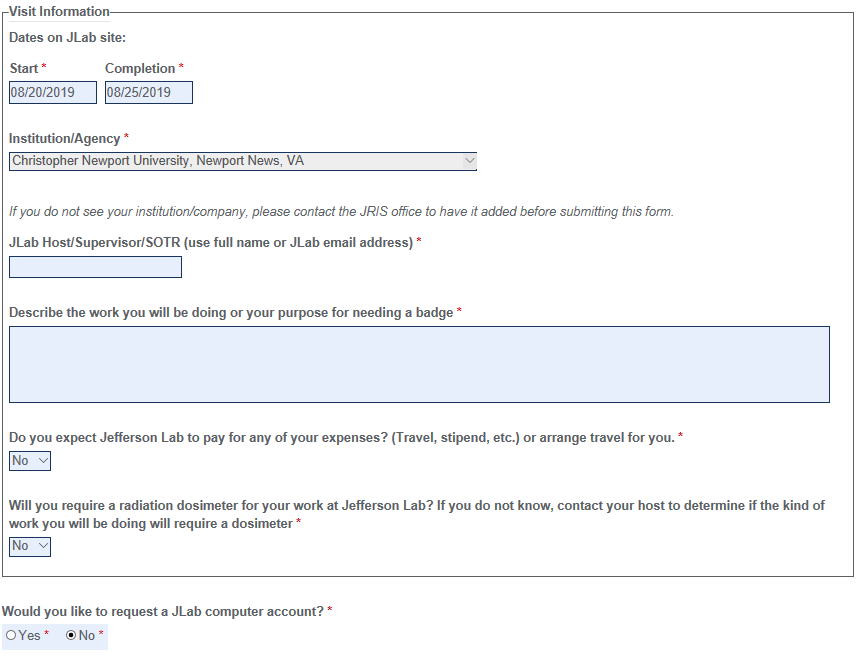 Visit Information
Dates on JLab site:
Start * Completion *
08/20/2019 08/25/2019
Institution/Agency *
Christopher Newport University, Newport News, VA
If you do not see your institution/company, please contact the JRIS office to have it added before submitting this form.
JLab Host/Supervisor/SOTR (use full name or JLab email address) *
Describe the work you will be doing or your purpose for needing a badge *
Do you expect Jefferson Lab to pay for any of your expenses? (Travel, stipend, etc.) or arrange travel for you. *
No
Will you require a radiation dosimeter for your work at Jefferson Lab? If you do not know, contact your host to determine if the kind of
work you will be doing will require a dosimeter *
No
Would you like to request a JLab computer account? *
Yes * No *